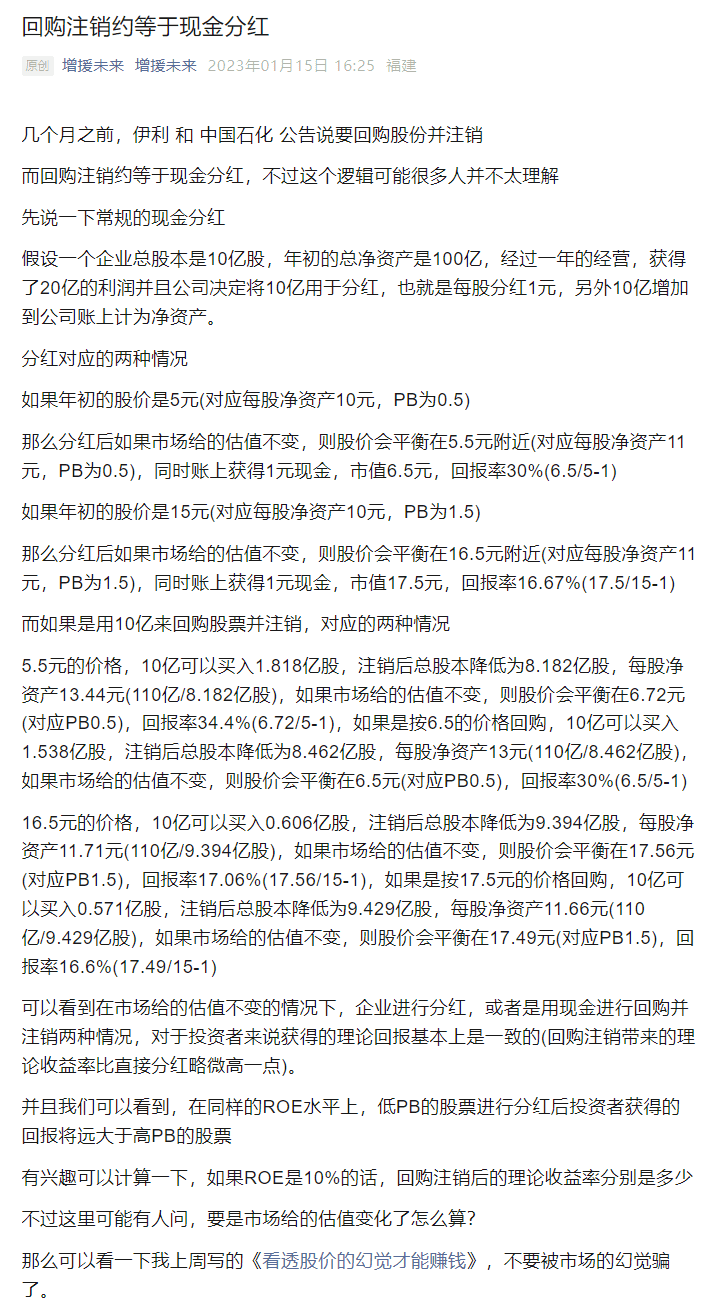 回购注销约等于现金分红
原创 增援未来 增援未来 2023年01月15日 16:25 福建
几个月之前，伊利 和 中国石化 公告说要回购股份并注销
而回购注销约等于现金分红，不过这个逻辑可能很多人并不太理解
先说一下常规的现金分红
假设一个企业总股本是10亿股，年初的总净资产是100亿，经过一年的经营，获得
了20亿的利润并且公司决定将10亿用于分红，也就是每股分红1元，另外10亿增加
到公司账上计为净资产。
分红对应的两种情况
如果年初的股价是5元(对应每股净资产10元，PB为0.5)
那么分红后如果市场给的估值不变，则股价会平衡在5.5元附近(对应每股净资产11
元，PB为0.5)，同时账上获得1元现金，市值6.5元，回报率30%(6.5/5-1)
如果年初的股价是15元(对应每股净资产10元，PB为1.5)
那么分红后如果市场给的估值不变，则股价会平衡在16.5元附近(对应每股净资产11
元，PB为1.5)，同时账上获得1元现金，市值17.5元，回报率16.67%(17.5/15-1)
而如果是用10亿来回购股票并注销，对应的两种情况
5.5元的价格，10亿可以买入1.818亿股，注销后总股本降低为8.182亿股，每股净
资产13.44元(110亿/8.182亿股)，如果市场给的估值不变，则股价会平衡在6.72元
(对应PB0.5)，回报率34.4%(6.72/5-1)，如果是按6.5的价格回购，10亿可以买入
1.538亿股，注销后总股本降低为8.462亿股，每股净资产13元(110亿/8.462亿股)，
如果市场给的估值不变，则股价会平衡在6.5元(对应PB0.5)，回报率30%(6.5/5-1)
16.5元的价格，10亿可以买入0.606亿股，注销后总股本降低为9.394亿股，每股净
资产11.71元(110亿/9.394亿股)，如果市场给的估值不变，则股价会平衡在17.56元
(对应PB1.5)，回报率17.06%(17.56/15-1)，如果是按17.5元的价格回购，10亿可
以买入0.571亿股，注销后总股本降低为9.429亿股，每股净资产11.66元(110
亿/9.429亿股)，如果市场给的估值不变，则股价会平衡在17.49元(对应PB1.5)，回
报率16.6%(17.49/15-1)
可以看到在市场给的估值不变的情况下，企业进行分红，或者是用现金进行回购并
注销两种情况，对于投资者来说获得的理论回报基本上是一致的(回购注销带来的理
论收益率比直接分红略微高一点)。
并且我们可以看到，在同样的ROE水平上，低PB的股票进行分红后投资者获得的
回报将远大于高PB的股票
有兴趣可以计算一下，如果ROE是10%的话，回购注销后的理论收益率分别是多少
不过这里可能有人问，要是市场给的估值变化了怎么算？
那么可以看一下我上周写的《看透股价的幻觉才能赚钱》，不要被市场的幻觉骗
了。